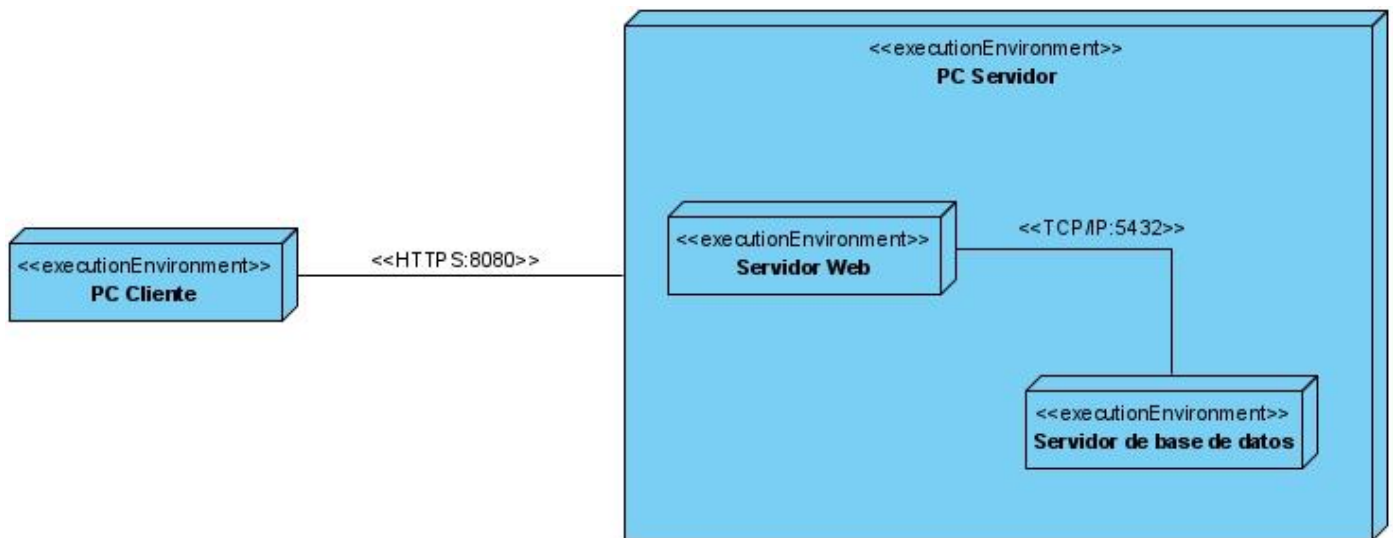 <<executionEnvironment>>
PC Servidor
<<executionEnvironment>>
PC Cliente
<<HTTPS:8080>>
<<executionEnvironment>>
Servidor Web
<<TCP/IP:5432>>
<<executionEnvironment>>
Servidor de base de datos